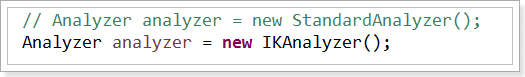 // Analyzer analyzer = new StandardAnalyzer();
Analyzer analyzer = new IKAnalyzer();